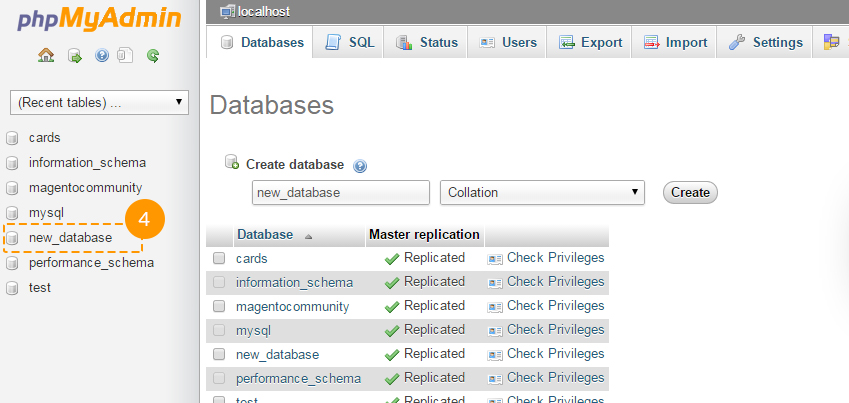 phpMyAdmin
(Recent tables) ...
cards
information_schema
magentocommunity
mysql
4
new_database
performance_schema
test
localhost
Databases SQL Status Users Export Import Settings
Databases
Create database
new_database Collation Create
Database Master replication
cards Replicated Check Privileges
information_schema Replicated Check Privileges
magentocommunity Replicated Check Privileges
mysql Replicated Check Privileges
new_database Replicated Check Privileges
performance_schema Replicated Check Privileges
test Replicated Check Privileges